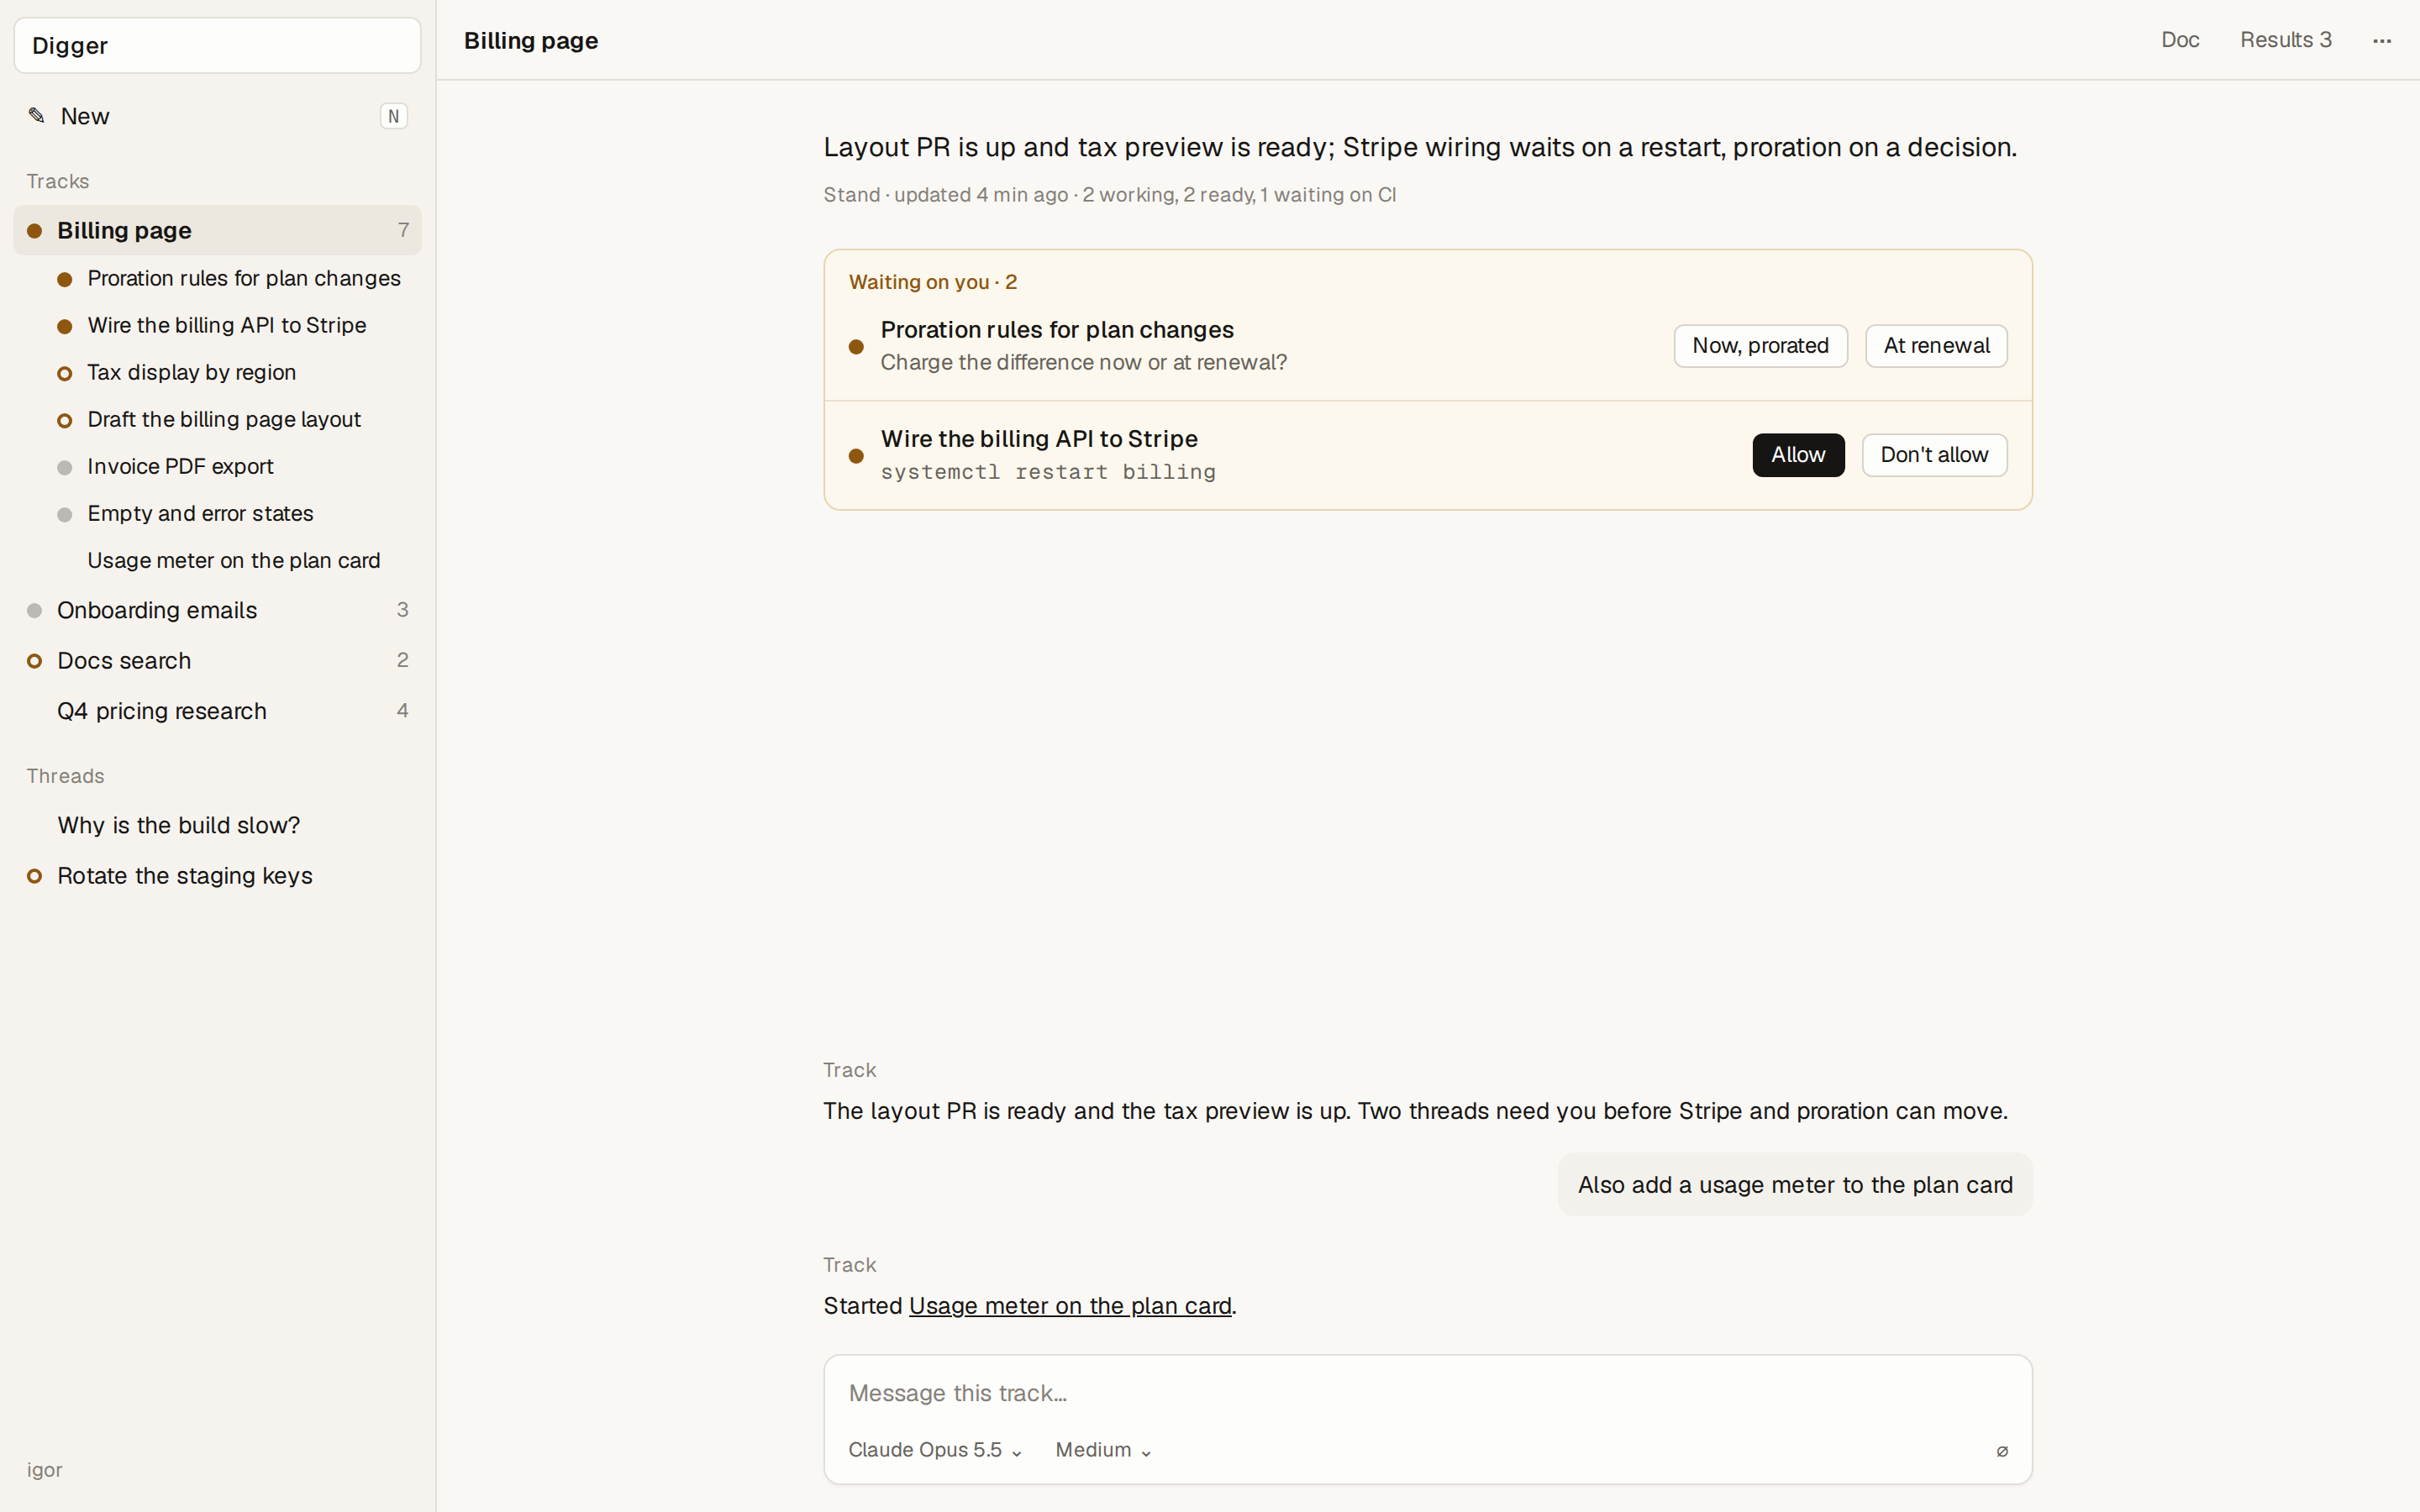 Digger
✎ New N
Tracks
Billing page 7
Proration rules for plan changes
Wire the billing API to Stripe
Tax display by region
Draft the billing page layout
Invoice PDF export
Empty and error states
Usage meter on the plan card
Onboarding emails 3
Docs search 2
Q4 pricing research 4
Threads
Why is the build slow?
Rotate the staging keys
igor
Billing page Doc Results 3 ···
Layout PR is up and tax preview is ready; Stripe wiring waits on a restart, proration on a decision.
Stand · updated 4 min ago · 2 working, 2 ready, 1 waiting on CI
Waiting on you · 2
Proration rules for plan changes
Charge the difference now or at renewal?
Now, prorated At renewal
Wire the billing API to Stripe
systemctl restart billing
Allow Don't allow
Track
The layout PR is ready and the tax preview is up. Two threads need you before Stripe and proration can move.
Also add a usage meter to the plan card
Track
Started Usage meter on the plan card.
Message this track…
Claude Opus 5.5 ⌄ Medium ⌄ ⌀